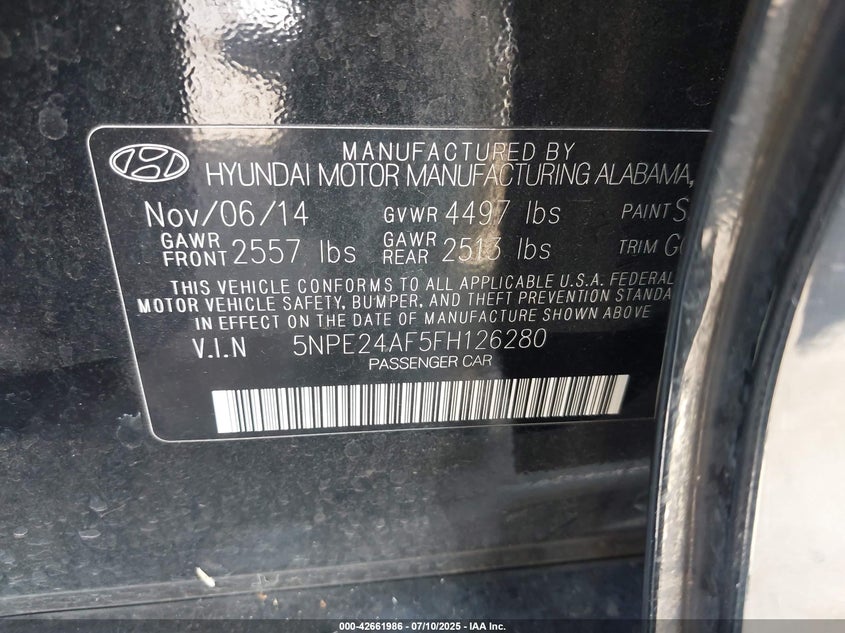 MANUFACTURED BY
HYUNDAI MOTOR MANUFACTURING ALABAMA,
Nov/06/14 GVWR 4497 lbs PAINT S
GAWR FRONT 2557 lbs GAWR REAR 2513 lbs TRIM
THIS VEHICLE CONFORMS TO ALL APPLICABLE U.S.A. FEDERAL
MOTOR VEHICLE SAFETY, BUMPER, AND THEFT PREVENTION STANDA
IN EFFECT ON THE DATE OF MANUFACTURE SHOWN ABOVE
V.I.N 5NPE24AF5FH126280
PASSENGER CAR
000-42661986 - 07/10/2025 - IAA Inc.